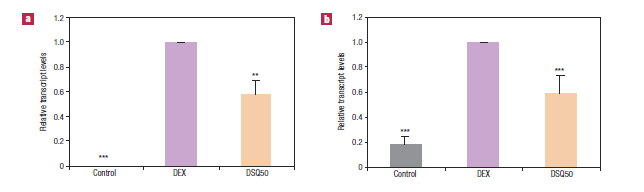 a
Relative transcript levels
1.2
1.0
0.8
0.6
0.4
0.2
0
***
**
Control
DEX
DSQ50
b
Relative transcript levels
1.2
1.0
0.8
0.6
0.4
0.2
0
***
***
Control
DEX
DSQ50